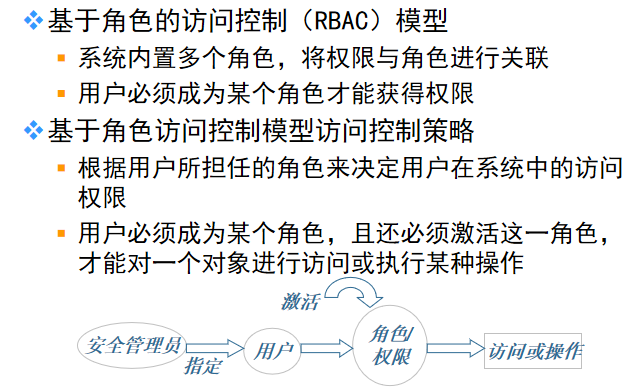 基于角色的访问控制（RBAC）模型
系统内置多个角色，将权限与角色进行关联
用户必须成为某个角色才能获得权限
基于角色访问控制模型访问控制策略
根据用户所担任的角色来决定用户在系统中的访问
权限
用户必须成为某个角色，且还必须激活这一角色，
才能对一个对象进行访问或执行某种操作
激活
安全管理员
指定
用户
角色/
权限
访问或操作